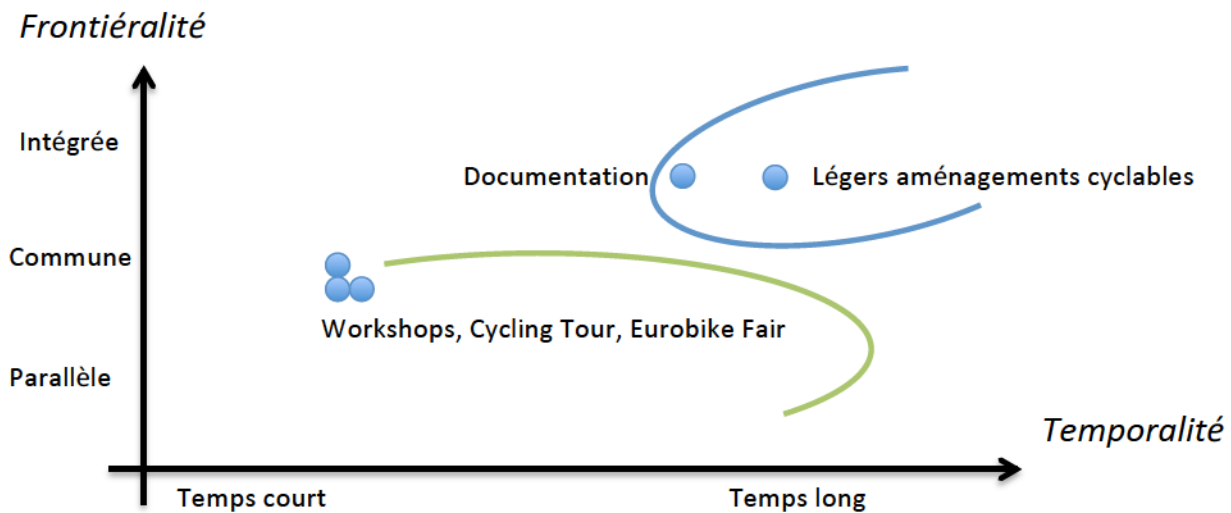 Frontiéralité
Intégrée
Documentation
Légers aménagements cyclables
Commune
Workshops, Cycling Tour, Eurobike Fair
Parallèle
Temporalité
Temps court
Temps long